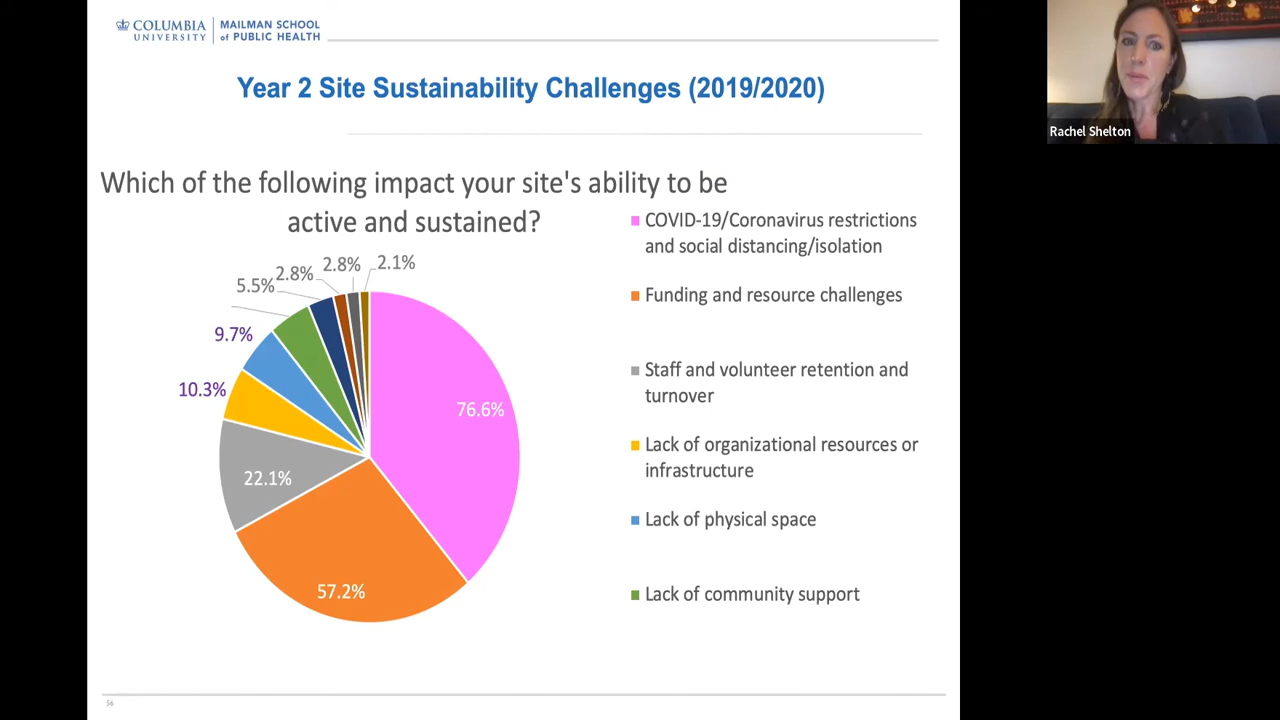 COLUMBIA
UNIVERSITY
MAILMAN SCHOOL
of PUBLIC HEALTH
Year 2 Site Sustainability Challenges (2019/2020)
Which of the following impact your site's ability to be
active and sustained?
76.6%
57.2%
22.1%
10.3%
9.7%
5.5%
2.8%
2.8%
2.1%
COVID-19/Coronavirus restrictions
and social distancing/isolation
Funding and resource challenges
Staff and volunteer retention and
turnover
Lack of organizational resources or
infrastructure
Lack of physical space
Lack of community support
56
Rachel Shelton